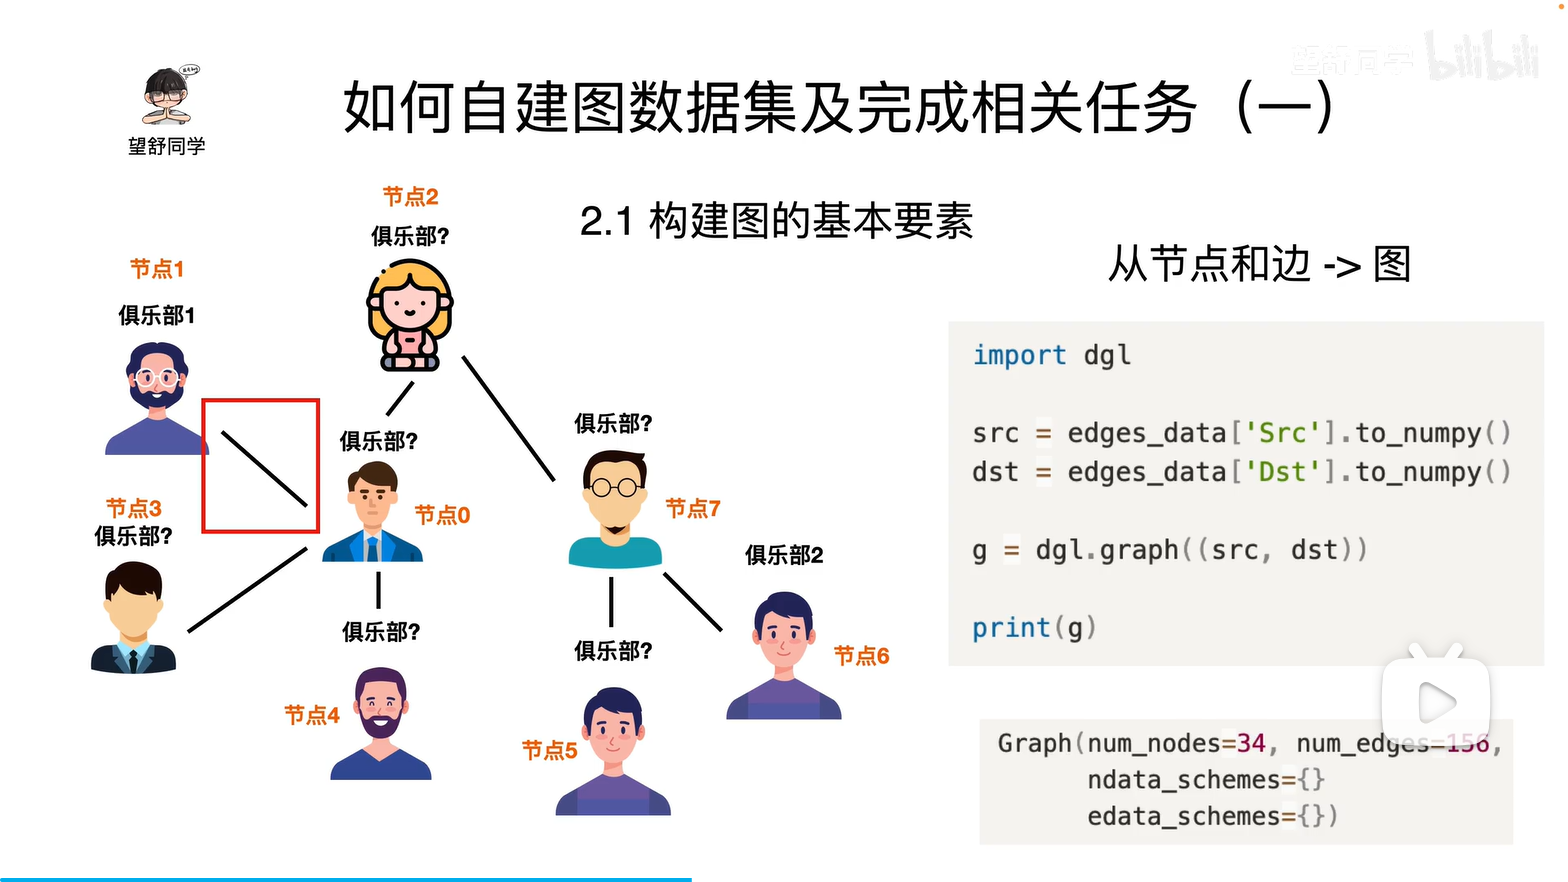 望舒同学 bilibili
如何自建图数据集及完成相关任务（一）
望舒同学
节点2
俱乐部?
2.1 构建图的基本要素
从节点和边 -> 图
节点1
俱乐部1
俱乐部?
俱乐部?
节点0
节点3
俱乐部?
节点7
俱乐部2
俱乐部?
俱乐部?
节点6
节点4
节点5
import dgl
src = edges_data['Src'].to_numpy()
dst = edges_data['Dst'].to_numpy()
g = dgl.graph((src, dst))
print(g)
Graph(num_nodes=34, num_edges=156,
ndata_schemes={}
edata_schemes={})